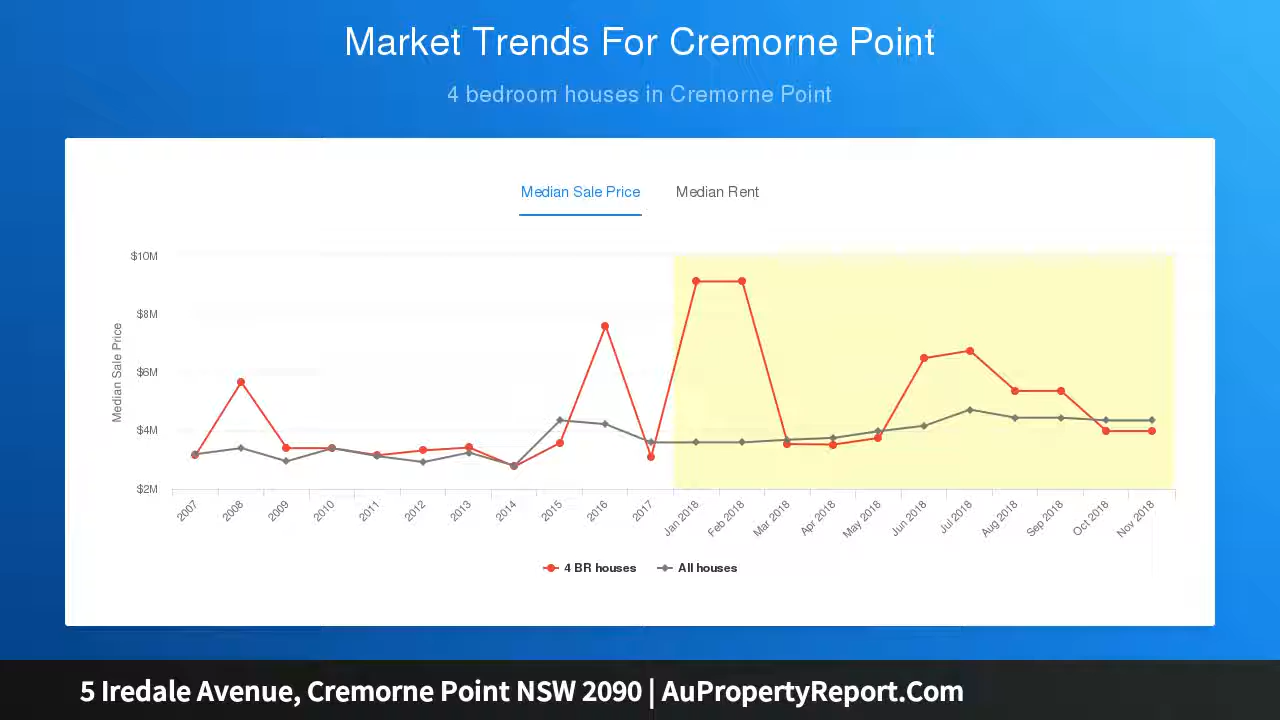 Market Trends For Cremorne Point
4 bedroom houses in Cremorne Point
Median Sale Price
Median Rent
Median Sale Price
$10M
$8M
$6M
$4M
$2M
2007
2008
2009
2010
2011
2012
2013
2014
2015
2016
2017
Jan 2018
Feb 2018
Mar 2018
Apr 2018
May 2018
Jun 2018
Jul 2018
Aug 2018
Sep 2018
Oct 2018
Nov 2018
4 BR houses
All houses
5 Iredale Avenue, Cremorne Point NSW 2090 | AuPropertyReport.Com